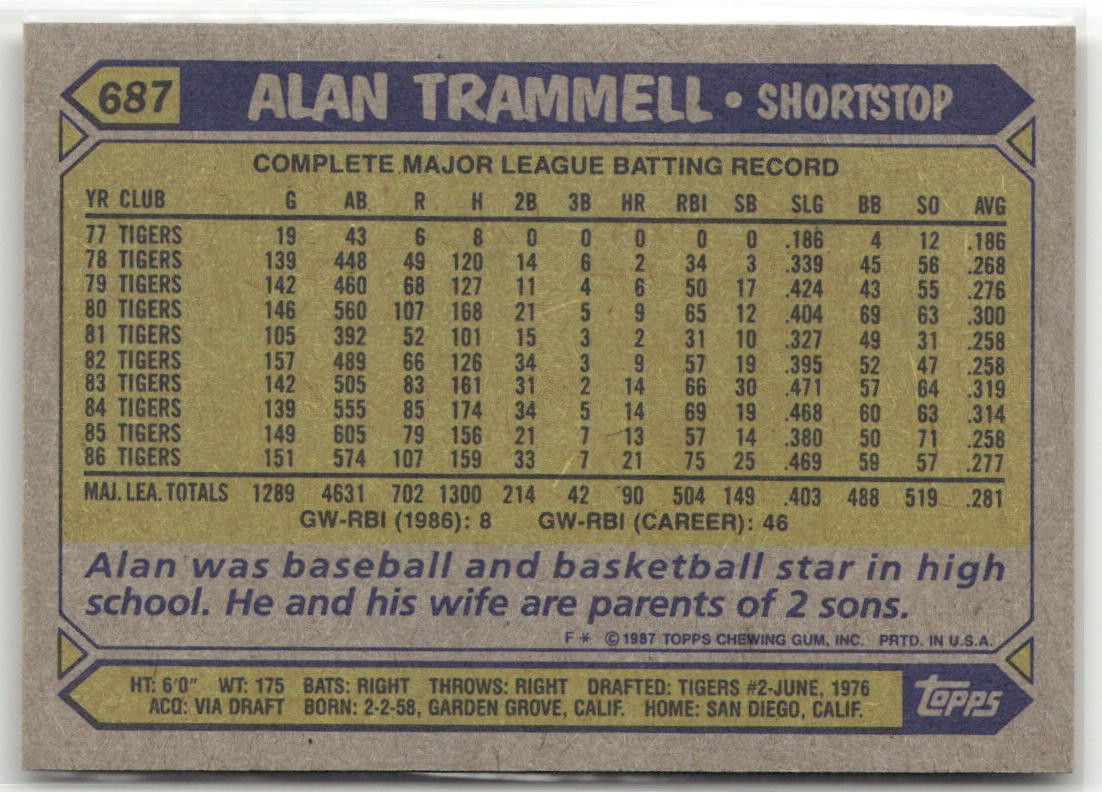 687 ALAN TRAMMELL • SHORTSTOP
COMPLETE MAJOR LEAGUE BATTING RECORD
YR CLUB G AB R H 2B 3B HR RBI SB SLG BB SO AVG
77 TIGERS 19 43 6 8 0 0 0 0 0 .186 4 12 .186
78 TIGERS 139 448 49 120 14 6 2 34 3 .339 45 56 .268
79 TIGERS 142 460 68 127 11 4 6 50 17 .424 43 55 .276
80 TIGERS 146 560 107 168 21 5 9 65 12 .404 69 63 .300
81 TIGERS 105 392 52 101 15 3 2 31 10 .327 49 31 .258
82 TIGERS 157 489 66 126 34 3 9 57 19 .395 52 47 .258
83 TIGERS 142 505 83 161 31 2 14 66 30 .471 57 64 .319
84 TIGERS 139 555 85 174 34 5 14 69 19 .468 60 63 .314
85 TIGERS 149 605 79 156 21 7 13 57 14 .380 50 71 .258
86 TIGERS 151 574 107 159 33 7 21 75 25 .469 59 57 .277
MAJ. LEA. TOTALS 1289 4631 702 1300 214 42 90 504 149 .403 488 519 .281
GW-RBI (1986): 8 GW-RBI (CAREER): 46
Alan was baseball and basketball star in high
school. He and his wife are parents of 2 sons.
F * © 1987 TOPPS CHEWING GUM, INC. PRTD. IN U.S.A.
HT: 6'0" WT: 175 BATS: RIGHT THROWS: RIGHT DRAFTED: TIGERS #2-JUNE, 1976
ACQ: VIA DRAFT BORN: 2-2-58, GARDEN GROVE, CALIF. HOME: SAN DIEGO, CALIF.
TOPPS